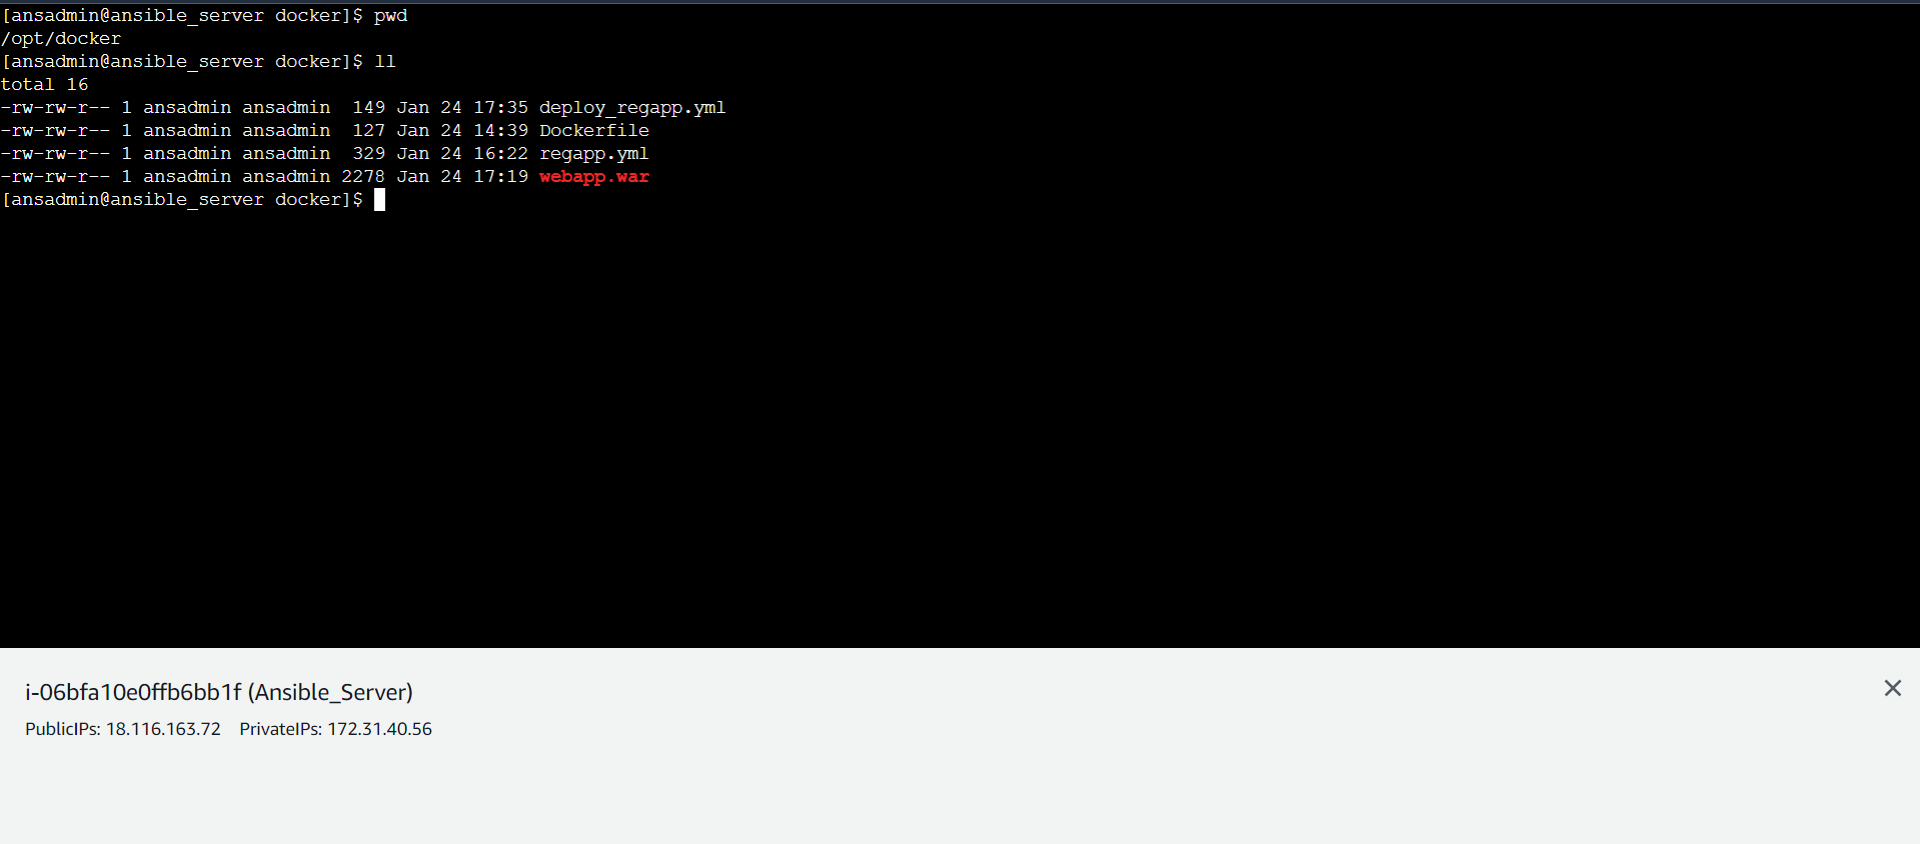 [ansadmin@ansible_server docker]$ pwd
/opt/docker
[ansadmin@ansible_server docker]$ ll
total 16
-rw-rw-r-- 1 ansadmin ansadmin  149 Jan 24 17:35 deploy_regapp.yml
-rw-rw-r-- 1 ansadmin ansadmin  127 Jan 24 14:39 Dockerfile
-rw-rw-r-- 1 ansadmin ansadmin  329 Jan 24 16:22 regapp.yml
-rw-rw-r-- 1 ansadmin ansadmin 2278 Jan 24 17:19 webapp.war
[ansadmin@ansible_server docker]$
i-06bfa10e0ffb6bb1f (Ansible_Server)
PublicIPs: 18.116.163.72 PrivateIPs: 172.31.40.56